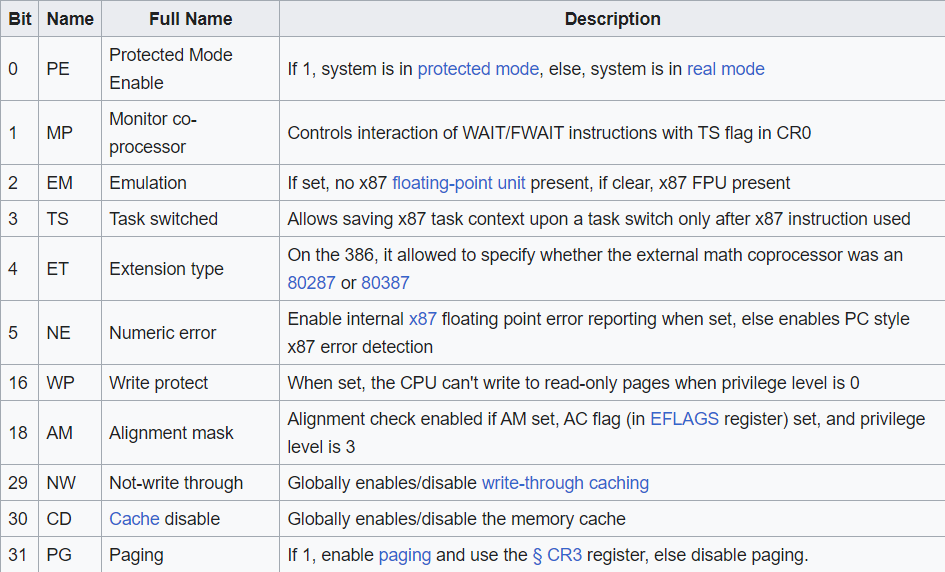 Bit Name Full Name Description
0 PE Protected Mode Enable If 1, system is in protected mode, else, system is in real mode
1 MP Monitor co-processor Controls interaction of WAIT/FWAIT instructions with TS flag in CR0
2 EM Emulation If set, no x87 floating-point unit present, if clear, x87 FPU present
3 TS Task switched Allows saving x87 task context upon a task switch only after x87 instruction used
4 ET Extension type On the 386, it allowed to specify whether the external math coprocessor was an 80287 or 80387
5 NE Numeric error Enable internal x87 floating point error reporting when set, else enables PC style x87 error detection
16 WP Write protect When set, the CPU can't write to read-only pages when privilege level is 0
18 AM Alignment mask Alignment check enabled if AM set, AC flag (in EFLAGS register) set, and privilege level is 3
29 NW Not-write through Globally enables/disable write-through caching
30 CD Cache disable Globally enables/disable the memory cache
31 PG Paging If 1, enable paging and use the § CR3 register, else disable paging.